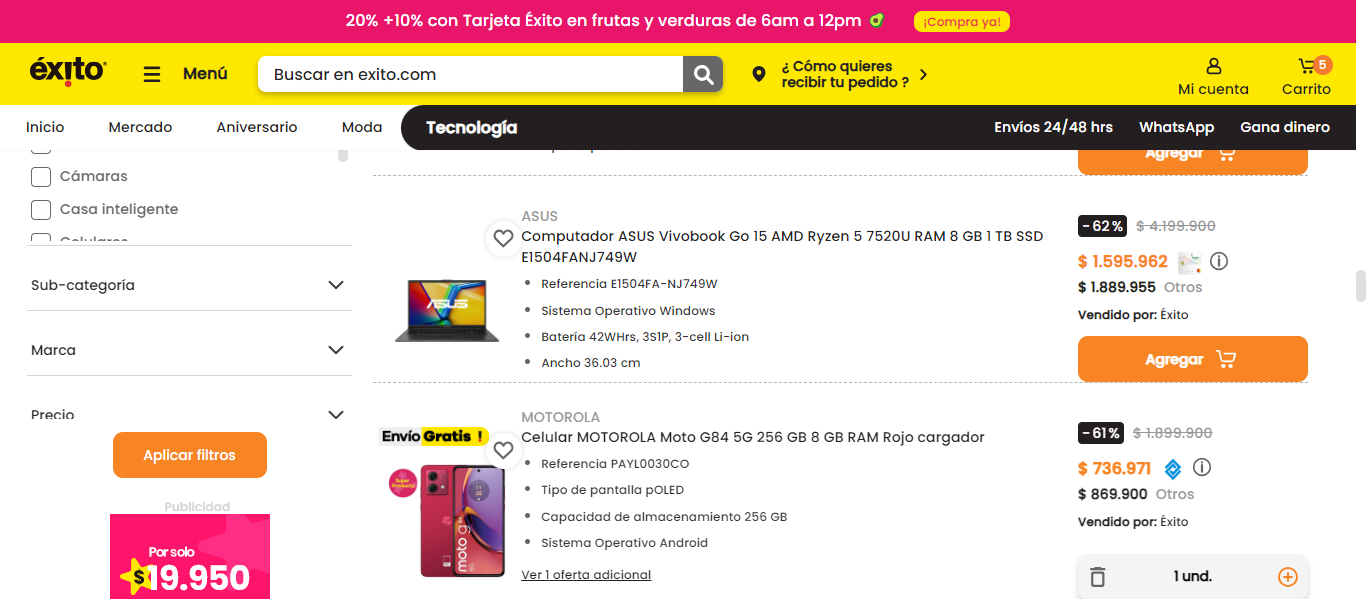 20% +10% con Tarjeta Éxito en frutas y verduras de 6am a 12pm
¡Compra ya!
éxito
Menú
Buscar en exito.com
¿ Cómo quieres
recibir tu pedido ?
Mi cuenta
5
Carrito
Inicio
Mercado
Aniversario
Moda
Tecnología
Envíos 24/48 hrs
WhatsApp
Gana dinero
Cámaras
Casa inteligente
Celulares
Sub-categoría
Marca
Precio
Aplicar filtros
Publicidad
Por solo
$19.950
Agregar
ASUS
Computador ASUS Vivobook Go 15 AMD Ryzen 5 7520U RAM 8 GB 1 TB SSD
E1504FANJ749W
ASUS
Referencia E1504FA-NJ749W
Sistema Operativo Windows
Batería 42WHrs, 3S1P, 3-cell Li-ion
Ancho 36.03 cm
- 62 %
$ 4.199.900
$ 1.595.962
$ 1.889.955 Otros
Vendido por: Éxito
Agregar
MOTOROLA
Envío Gratis !
Celular MOTOROLA Moto G84 5G 256 GB 8 GB RAM Rojo cargador
Super
Producto
moto g
Referencia PAYL0030CO
Tipo de pantalla pOLED
Capacidad de almacenamiento 256 GB
Sistema Operativo Android
Ver 1 oferta adicional
- 61 %
$ 1.899.900
$ 736.971
$ 869.900 Otros
Vendido por: Éxito
1 und.